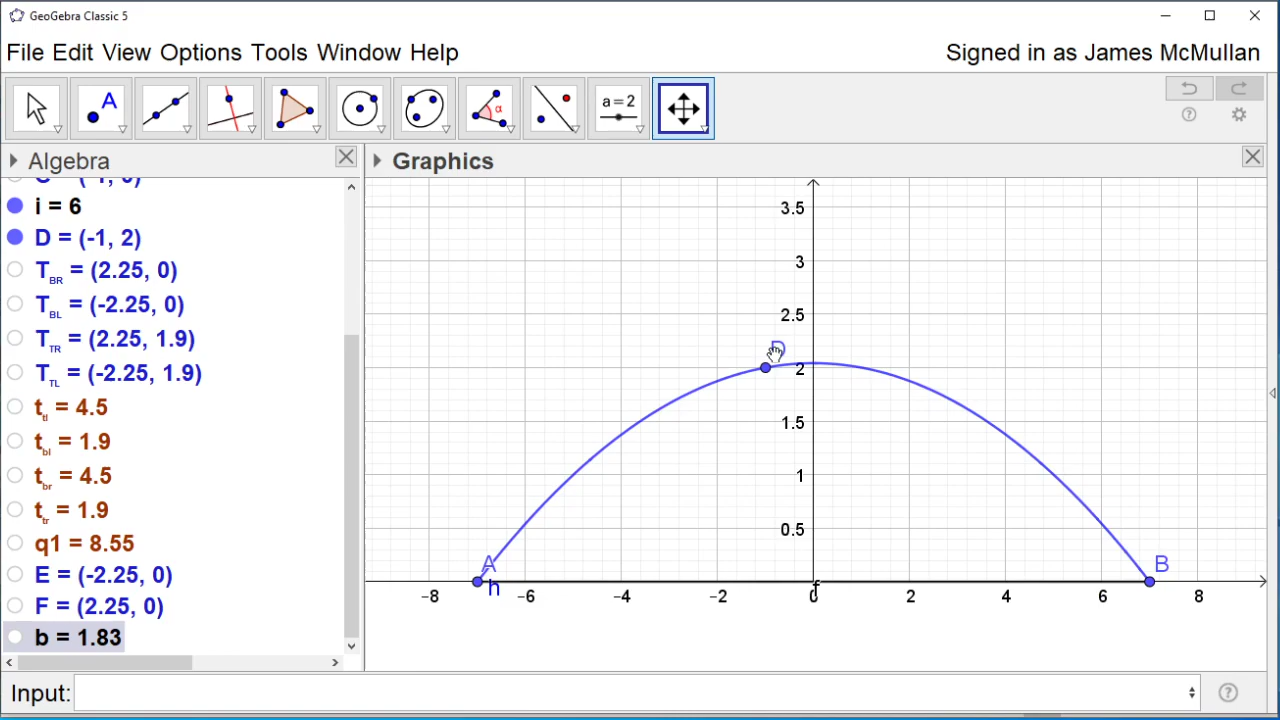 GeoGebra Classic 5
File Edit View Options Tools Window Help
Signed in as James McMullan
A
α
a=2
Algebra
Graphics
i = 6
D = (-1, 2)
T_BR = (2.25, 0)
T_BL = (-2.25, 0)
T_TR = (2.25, 1.9)
T_TL = (-2.25, 1.9)
t_tl = 4.5
t_bl = 1.9
t_br = 4.5
t_tr = 1.9
q1 = 8.55
E = (-2.25, 0)
F = (2.25, 0)
b = 1.83
3.5
3
2.5
D
2
1.5
1
0.5
A
B
h
f
-8 -6 -4 -2 0 2 4 6 8
Input: